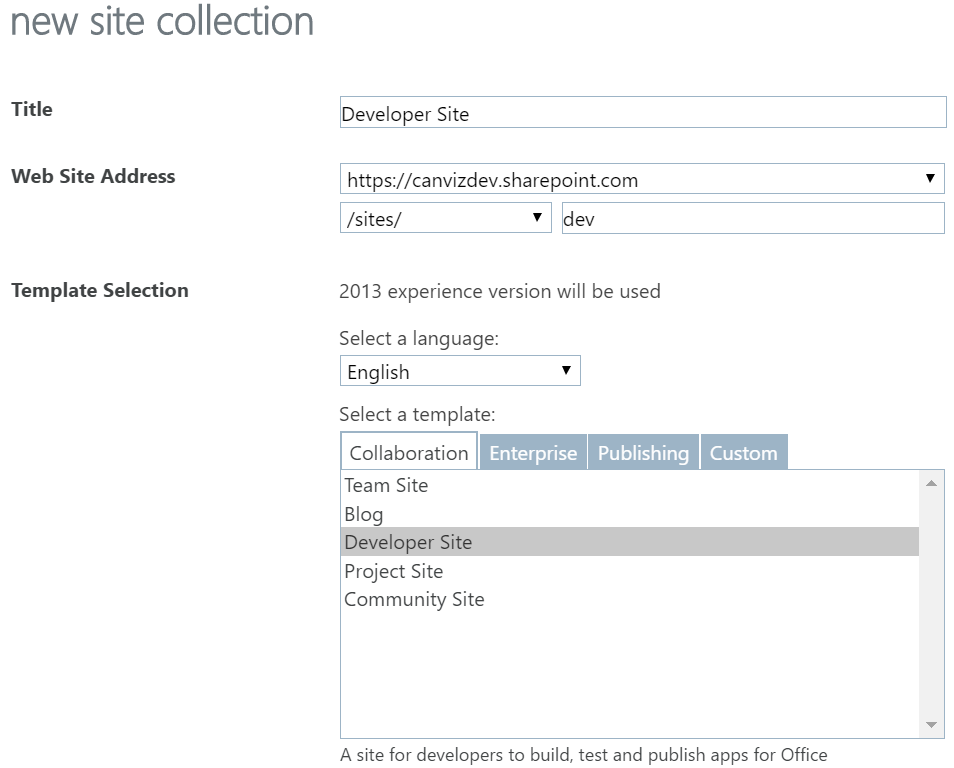 new site collection
Title
Developer Site
Web Site Address
https://canvizdev.sharepoint.com
/sites/
dev
Template Selection
2013 experience version will be used
Select a language:
English
Select a template:
Collaboration Enterprise Publishing Custom
Team Site
Blog
Developer Site
Project Site
Community Site
A site for developers to build, test and publish apps for Office